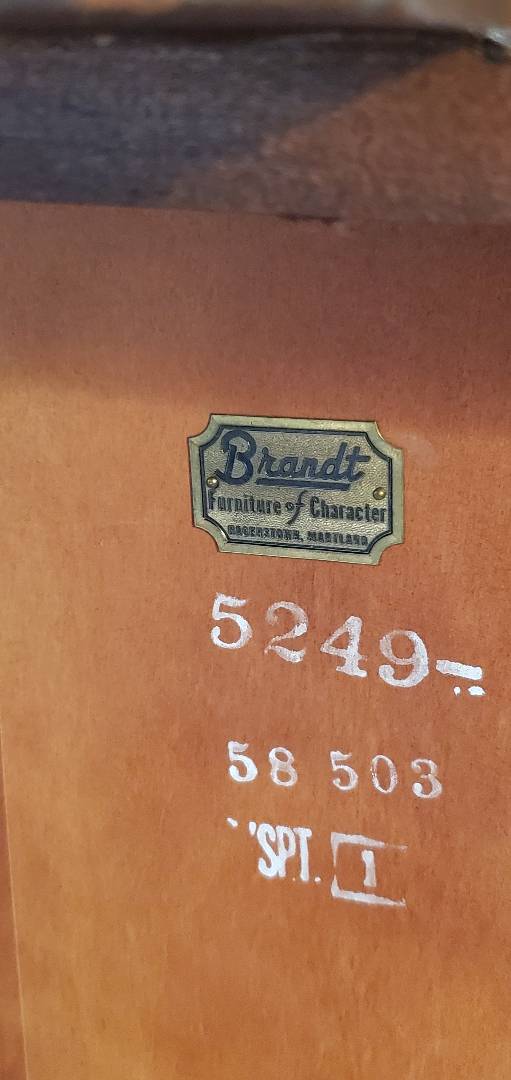 Brandt
Furniture of Character
HAGERSTOWN, MARYLAND
5249-
58 503
SPT. 1